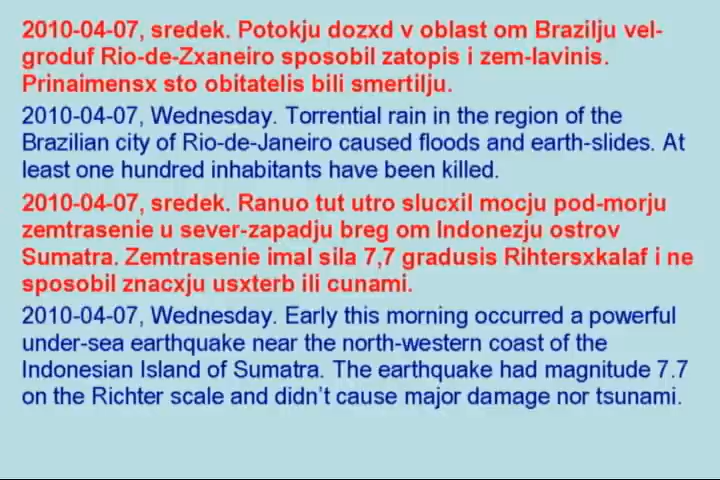 2010-04-07, sredek. Potokju dozxd v oblast om Brazilju vel-
groduf Rio-de-Zxaneiro sposobil zatopis i zem-lavinis.
Prinaimensx sto obitatelis bili smertilju.
2010-04-07, Wednesday. Torrential rain in the region of the
Brazilian city of Rio-de-Janeiro caused floods and earth-slides. At
least one hundred inhabitants have been killed.
2010-04-07, sredek. Ranuo tut utro slucxil mocju pod-morju
zemtrasenie u sever-zapadju breg om Indonezju ostrov
Sumatra. Zemtrasenie imal sila 7,7 gradusis Rihtersxkalaf i ne
sposobil znacxju usxterb ili cunami.
2010-04-07, Wednesday. Early this morning occurred a powerful
under-sea earthquake near the north-western coast of the
Indonesian Island of Sumatra. The earthquake had magnitude 7.7
on the Richter scale and didn't cause major damage nor tsunami.